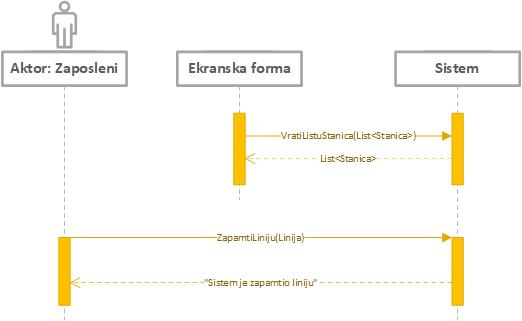 Aktor: Zaposleni
Ekranska forma
Sistem
VratiListuStanica(List<Stanica>)
List<Stanica>
ZapamtiLiniju(Linija)
"Sistem je zapamtio liniju"